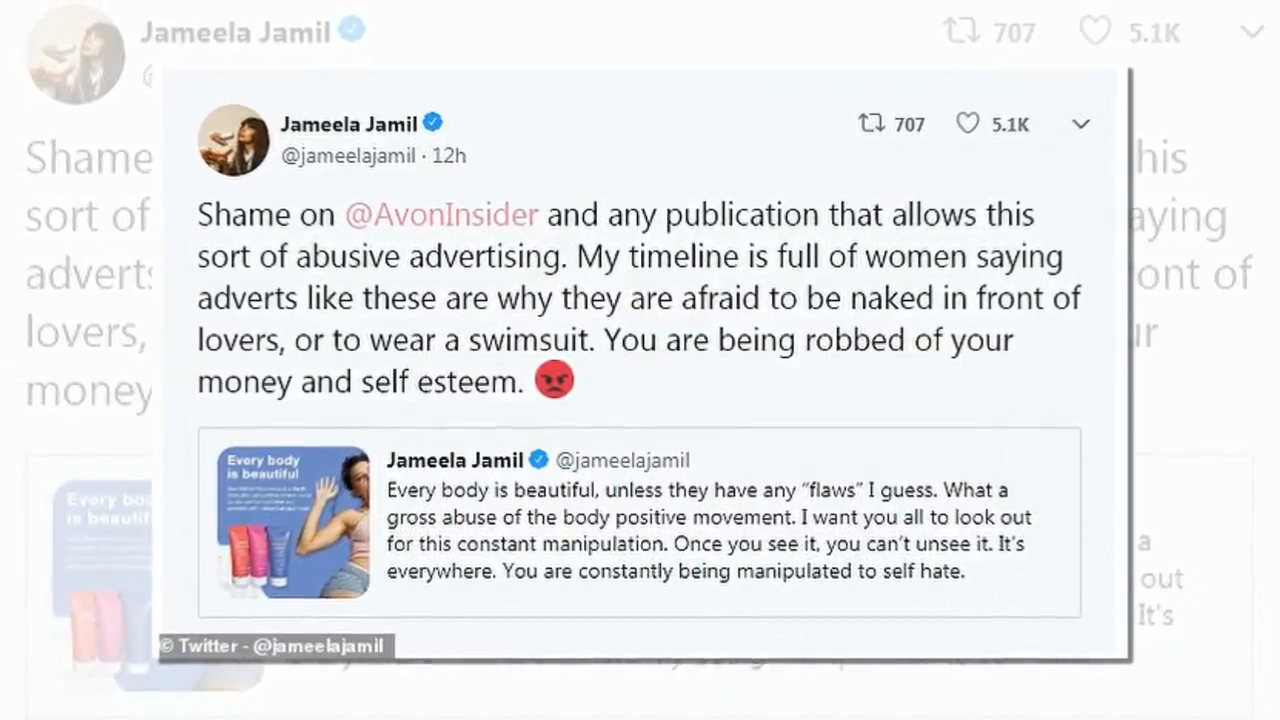 Jameela Jamil
707
5.1K
Jameela Jamil
@jameelajamil · 12h
707
5.1K
Shame on @AvonInsider and any publication that allows this
sort of abusive advertising. My timeline is full of women saying
adverts like these are why they are afraid to be naked in front of
lovers, or to wear a swimsuit. You are being robbed of your
money and self esteem. 😡
Every body
is beautiful
Jameela Jamil @jameelajamil
Every body is beautiful, unless they have any “flaws” I guess. What a
gross abuse of the body positive movement. I want you all to look out
for this constant manipulation. Once you see it, you can't unsee it. It's
everywhere. You are constantly being manipulated to self hate.
© Twitter - @jameelajamil
Shame
his
sort of
aying
adverts
ont of
lovers,
ur
money
Every bod
is beautif
a
out
It's